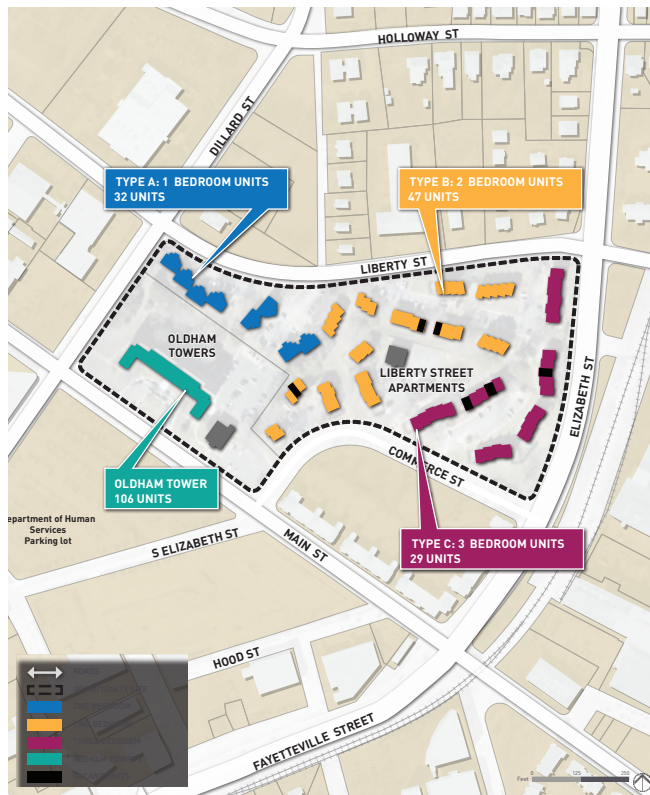 HOLLOWAY ST
DILLARD ST
TYPE A: 1 BEDROOM UNITS
32 UNITS
TYPE B: 2 BEDROOM UNITS
47 UNITS
LIBERTY ST
OLDHAM
TOWERS
LIBERTY STREET
APARTMENTS
ELIZABETH ST
COMMERCE ST
OLDHAM TOWER
106 UNITS
epartment of Human
Services
Parking lot
TYPE C: 3 BEDROOM UNITS
29 UNITS
S ELIZABETH ST
MAIN ST
HOOD ST
FAYETTEVILLE STREET
Feet
0 125 250